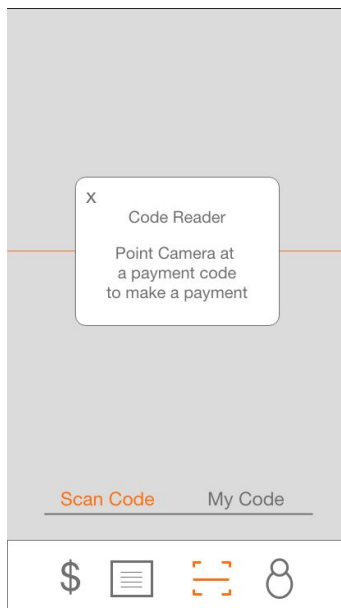 x
Code Reader
Point Camera at
a payment code
to make a payment
Scan Code My Code
$